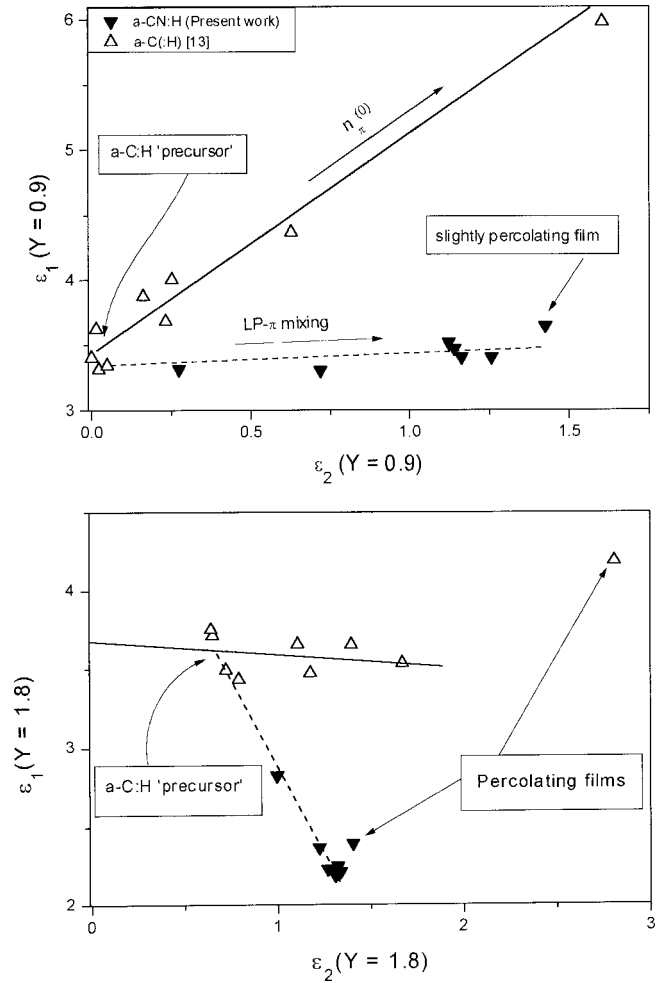 a-CN:H (Present work)
a-C(:H) [13]
6
5
4
3
ε₁ (Y = 0.9)
n_π^(0)
a-C:H 'precursor'
slightly percolating film
LP-π mixing
0.0 0.5 1.0 1.5
ε₂ (Y = 0.9)
4
3
2
ε₁ (Y = 1.8)
a-C:H 'precursor'
Percolating films
0 1 2 3
ε₂ (Y = 1.8)